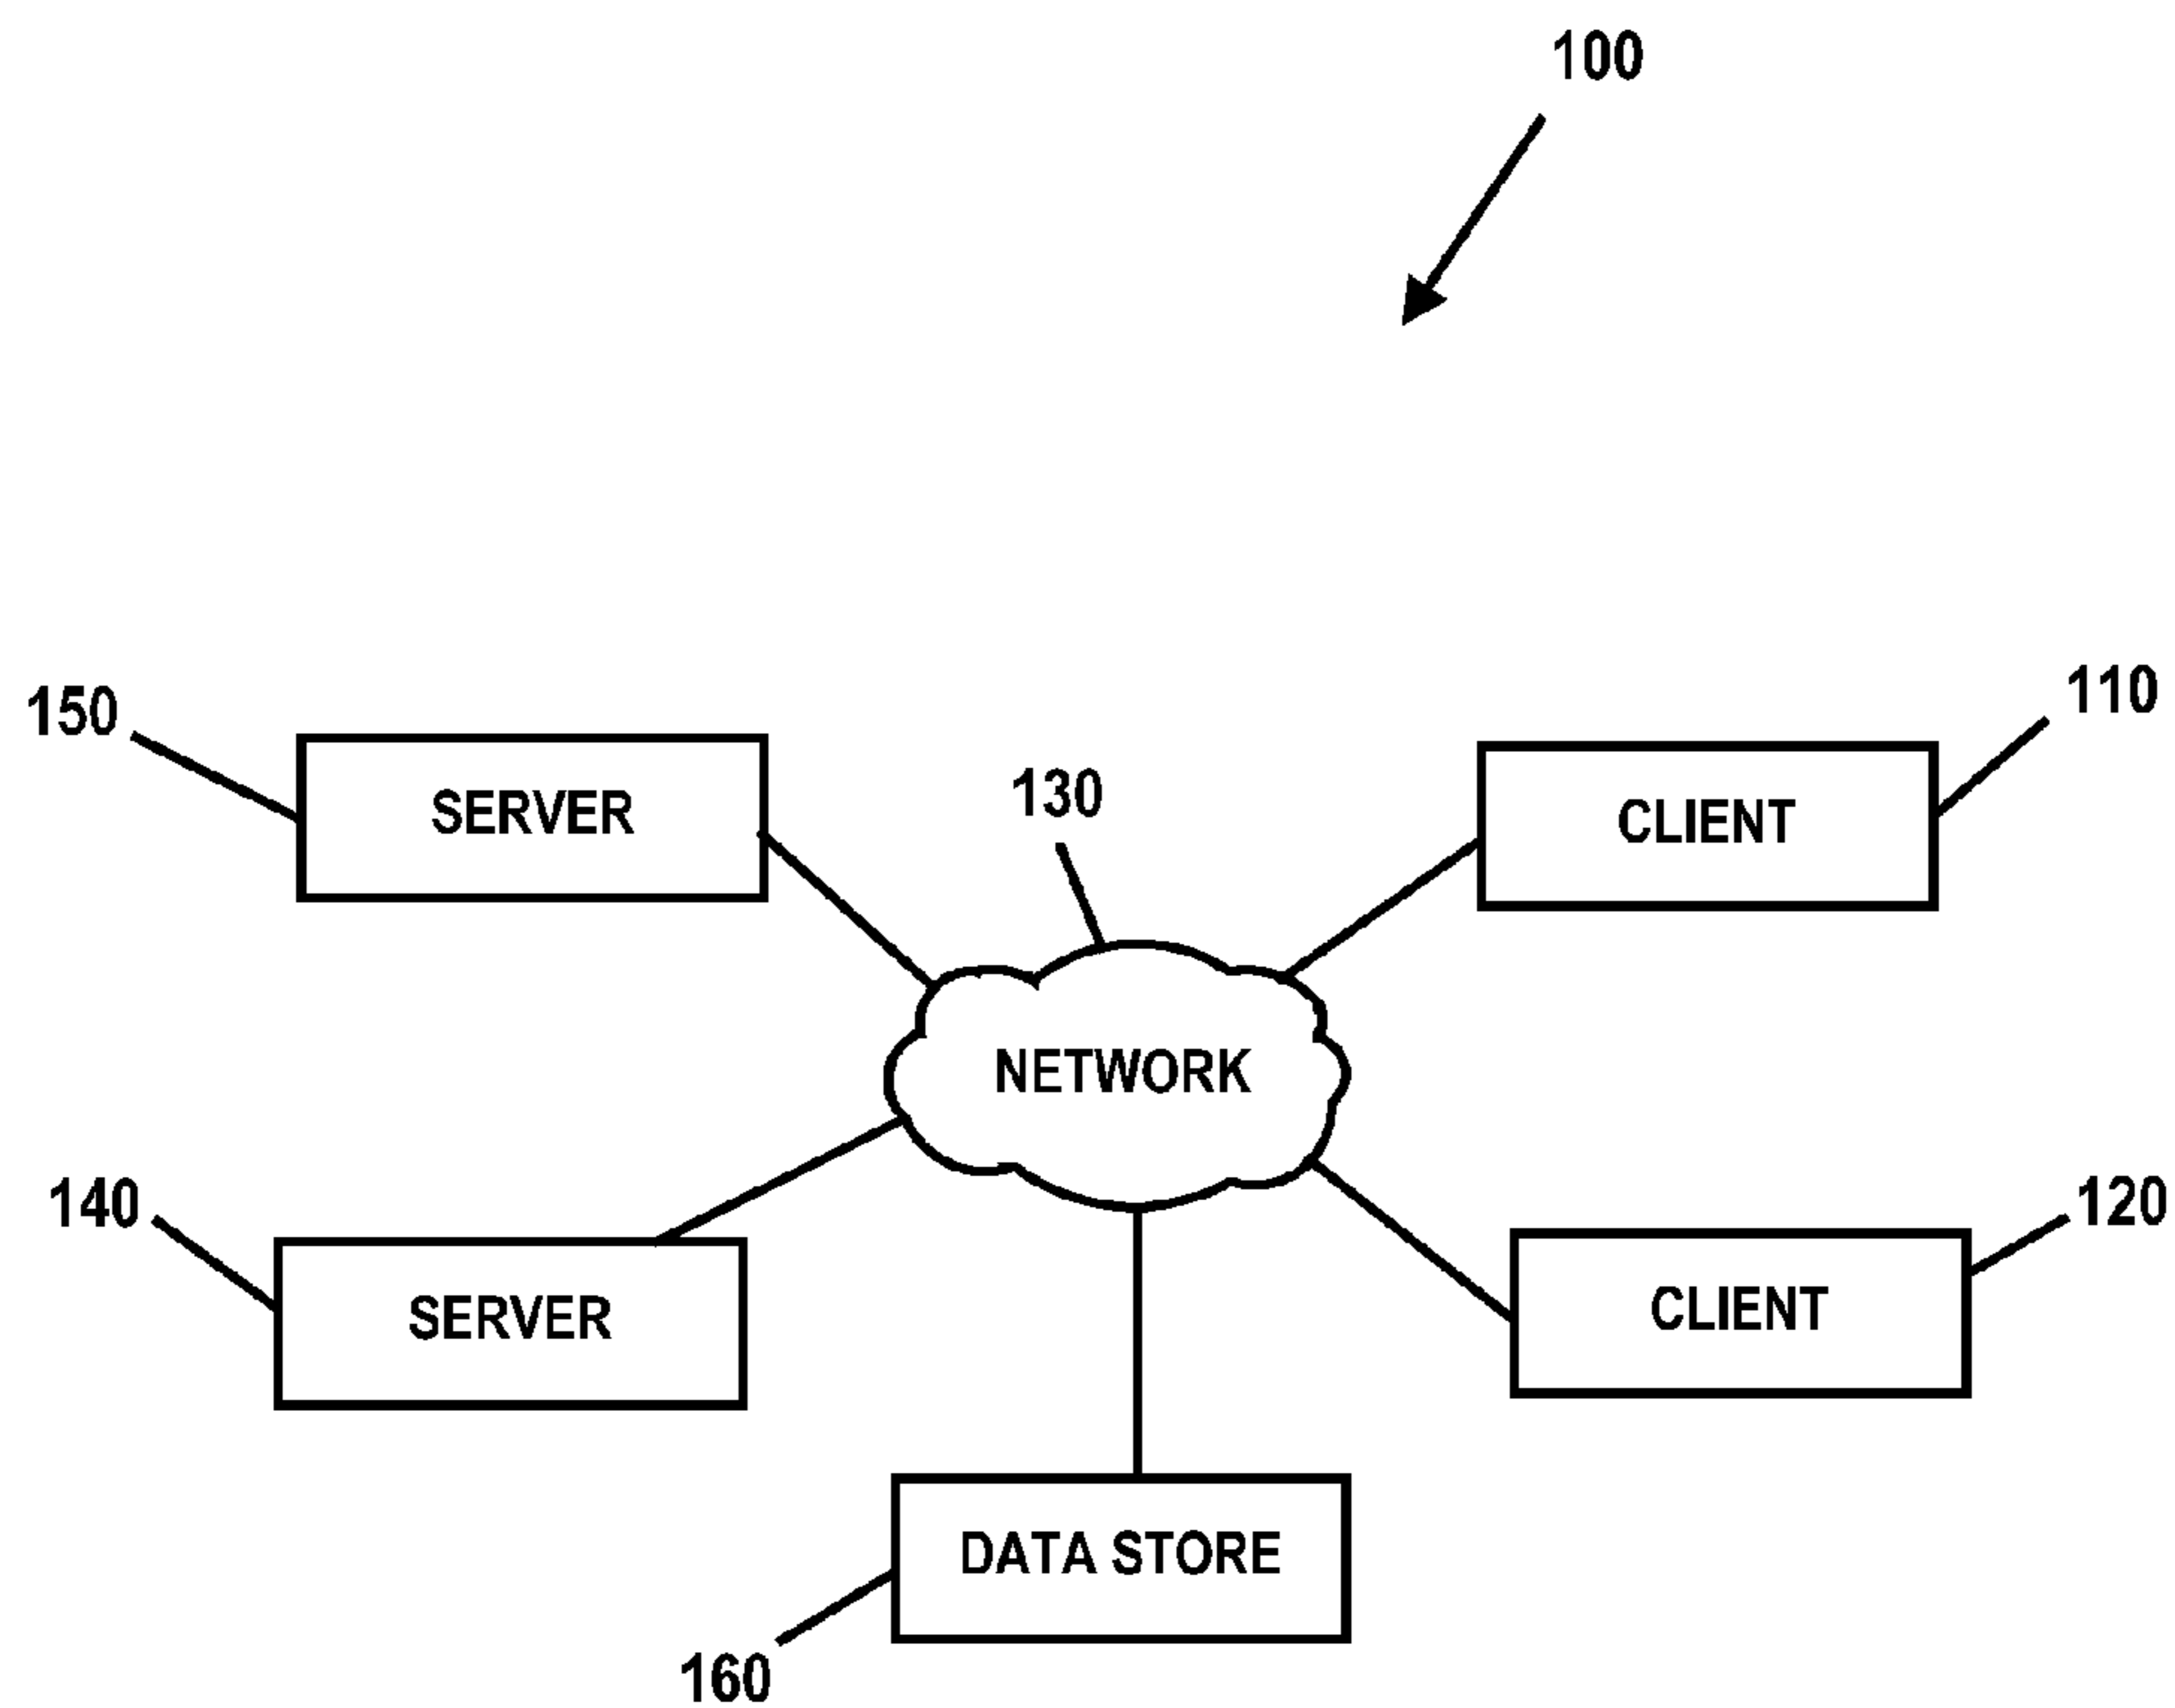 100
110
150
130
SERVER
CLIENT
NETWORK
140
120
SERVER
CLIENT
DATA STORE
160